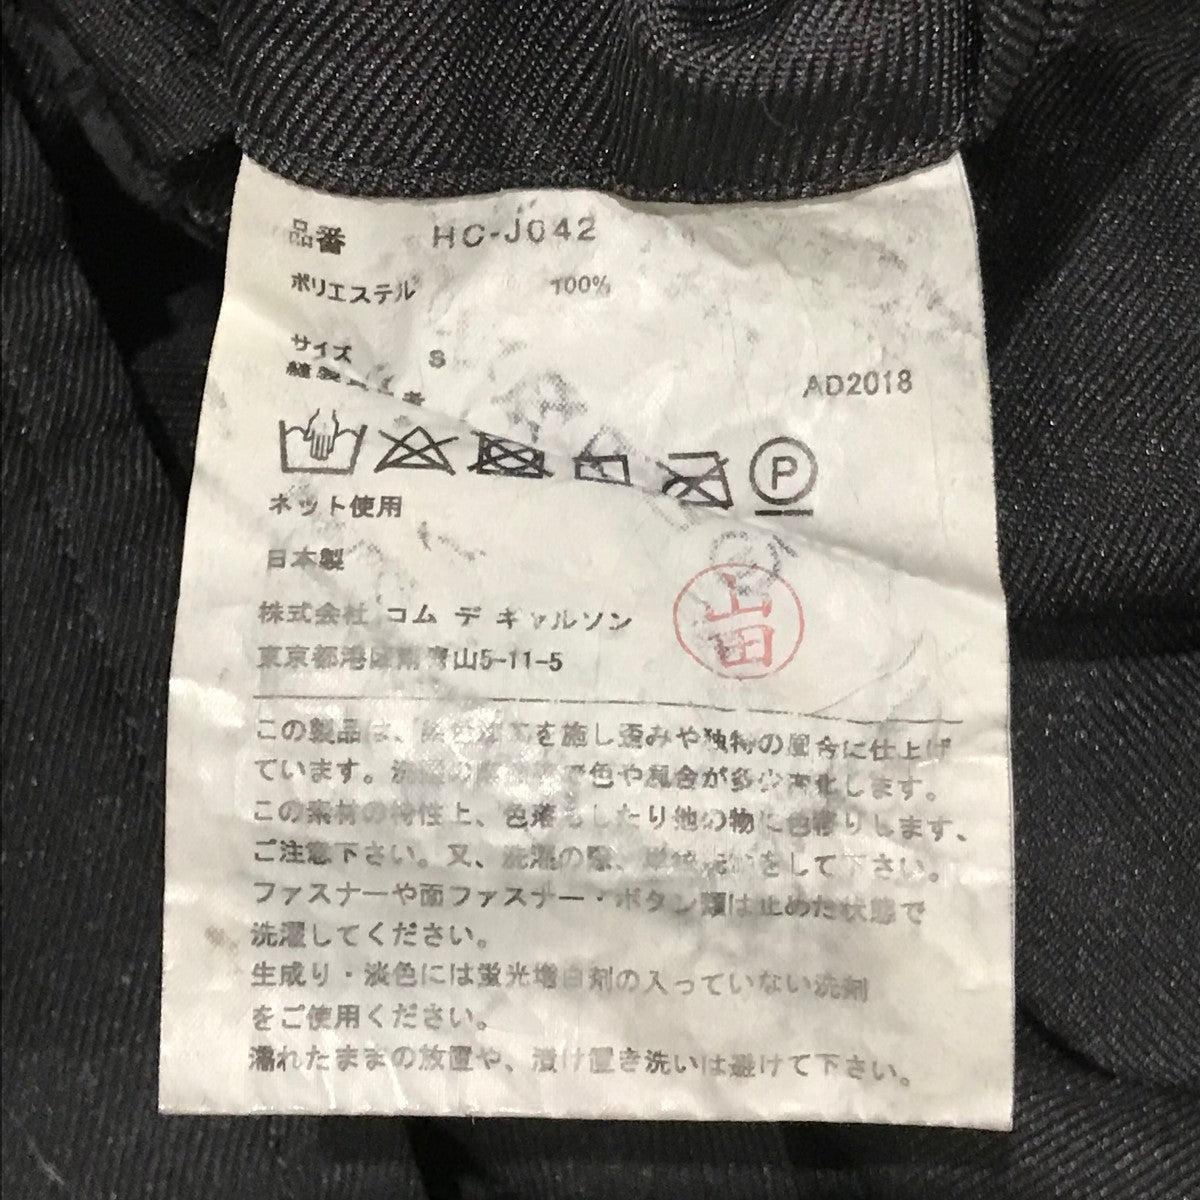 品番 HC-J042
ポリエステル 100%
サイズ S
AD2018
P
ネット使用
日本製
株式会社 コム デ ギャルソン
山田
東京都港区南青山5-11-5
この製品は、を施し歪みや独特の風合に仕上げ
ています。洗濯ので色や風合が多少変化します。
この素材の特性上、色落ちしたり他の物に色移りします、
ご注意下さい。又、洗濯の際、単独洗いをして下さい。
ファスナーや面ファスナー・ボタン類は止めた状態で
洗濯してください。
生成り・淡色には蛍光増白剤の入っていない洗剤
をご使用ください。
濡れたままの放置や、漬け置き洗いは避けて下さい。